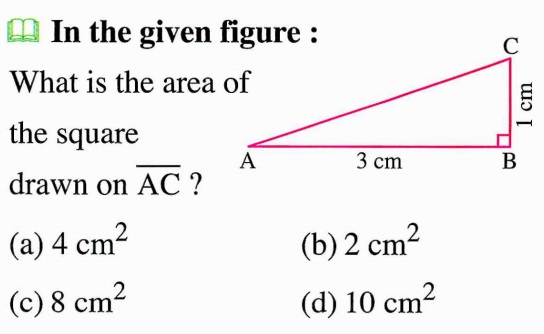 In the given figure :
What is the area of
the square
drawn on \overline{AC} ?
C
1 cm
A
3 cm
B
(a) 4 cm²
(b) 2 cm²
(c) 8 cm²
(d) 10 cm²